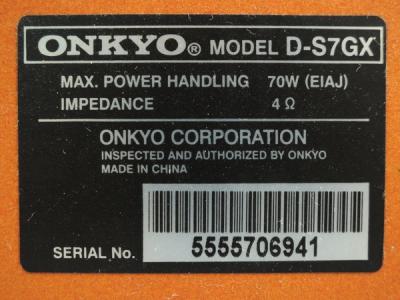 ONKYO® MODEL D-S7GX
MAX. POWER HANDLING 70W (EIAJ)
IMPEDANCE 4 Ω
ONKYO CORPORATION
INSPECTED AND AUTHORIZED BY ONKYO
MADE IN CHINA
SERIAL No. 5555706941